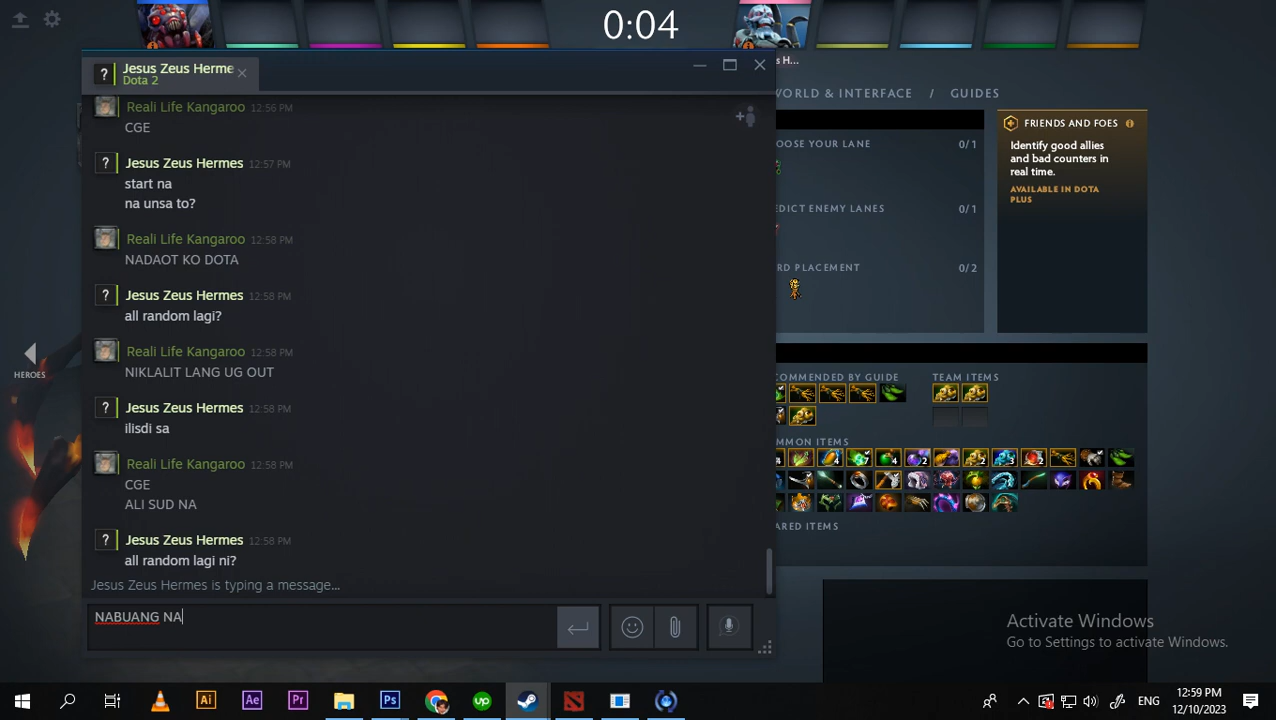 0:04
Jesus Zeus Herme
Dota 2
s H...
Reali Life Kangaroo 12:56 PM
CGE
Jesus Zeus Hermes 12:57 PM
start na
na unsa to?
Reali Life Kangaroo 12:58 PM
NADAOT KO DOTA
Jesus Zeus Hermes 12:58 PM
all random lagi?
Reali Life Kangaroo 12:58 PM
NIKLALIT LANG UG OUT
Jesus Zeus Hermes 12:58 PM
ilisdi sa
Reali Life Kangaroo 12:58 PM
CGE
ALI SUD NA
Jesus Zeus Hermes 12:58 PM
all random lagi ni?
Jesus Zeus Hermes is typing a message...
NABUANG NA
HEROES
WORLD & INTERFACE / GUIDES
OOSE YOUR LANE 0/1
EDICT ENEMY LANES 0/1
RD PLACEMENT 0/2
FRIENDS AND FOES
Identify good allies
and bad counters in
real time.
AVAILABLE IN DOTA
PLUS
COMMENDED BY GUIDE
TEAM ITEMS
MMON ITEMS
ARED ITEMS
Activate Windows
Go to Settings to activate Windows.
Ai
Ae
Pr
Ps
up
ENG
12:59 PM
12/10/2023